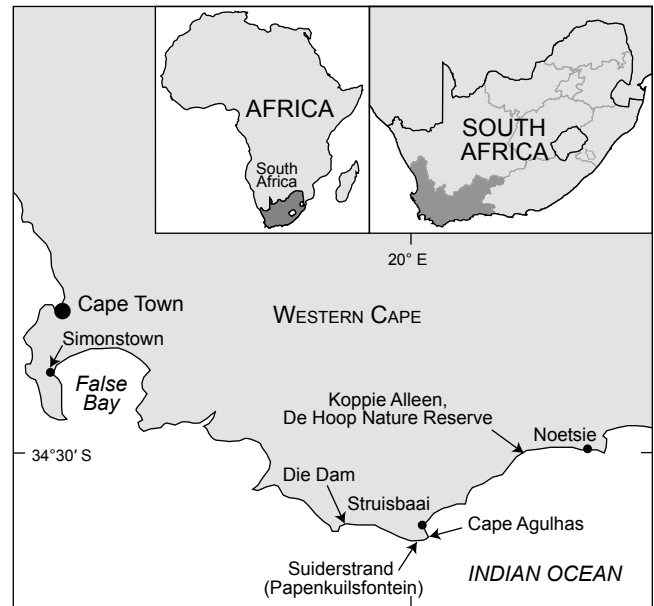 AFRICA
South
Africa
SOUTH
AFRICA
20° E
Cape Town
WESTERN CAPE
Simonstown
False
Bay
Koppie Alleen,
De Hoop Nature Reserve
Noetsie
34°30′ S
Die Dam
Struisbaai
Cape Agulhas
Suiderstrand
(Papenkuilsfontein)
INDIAN OCEAN